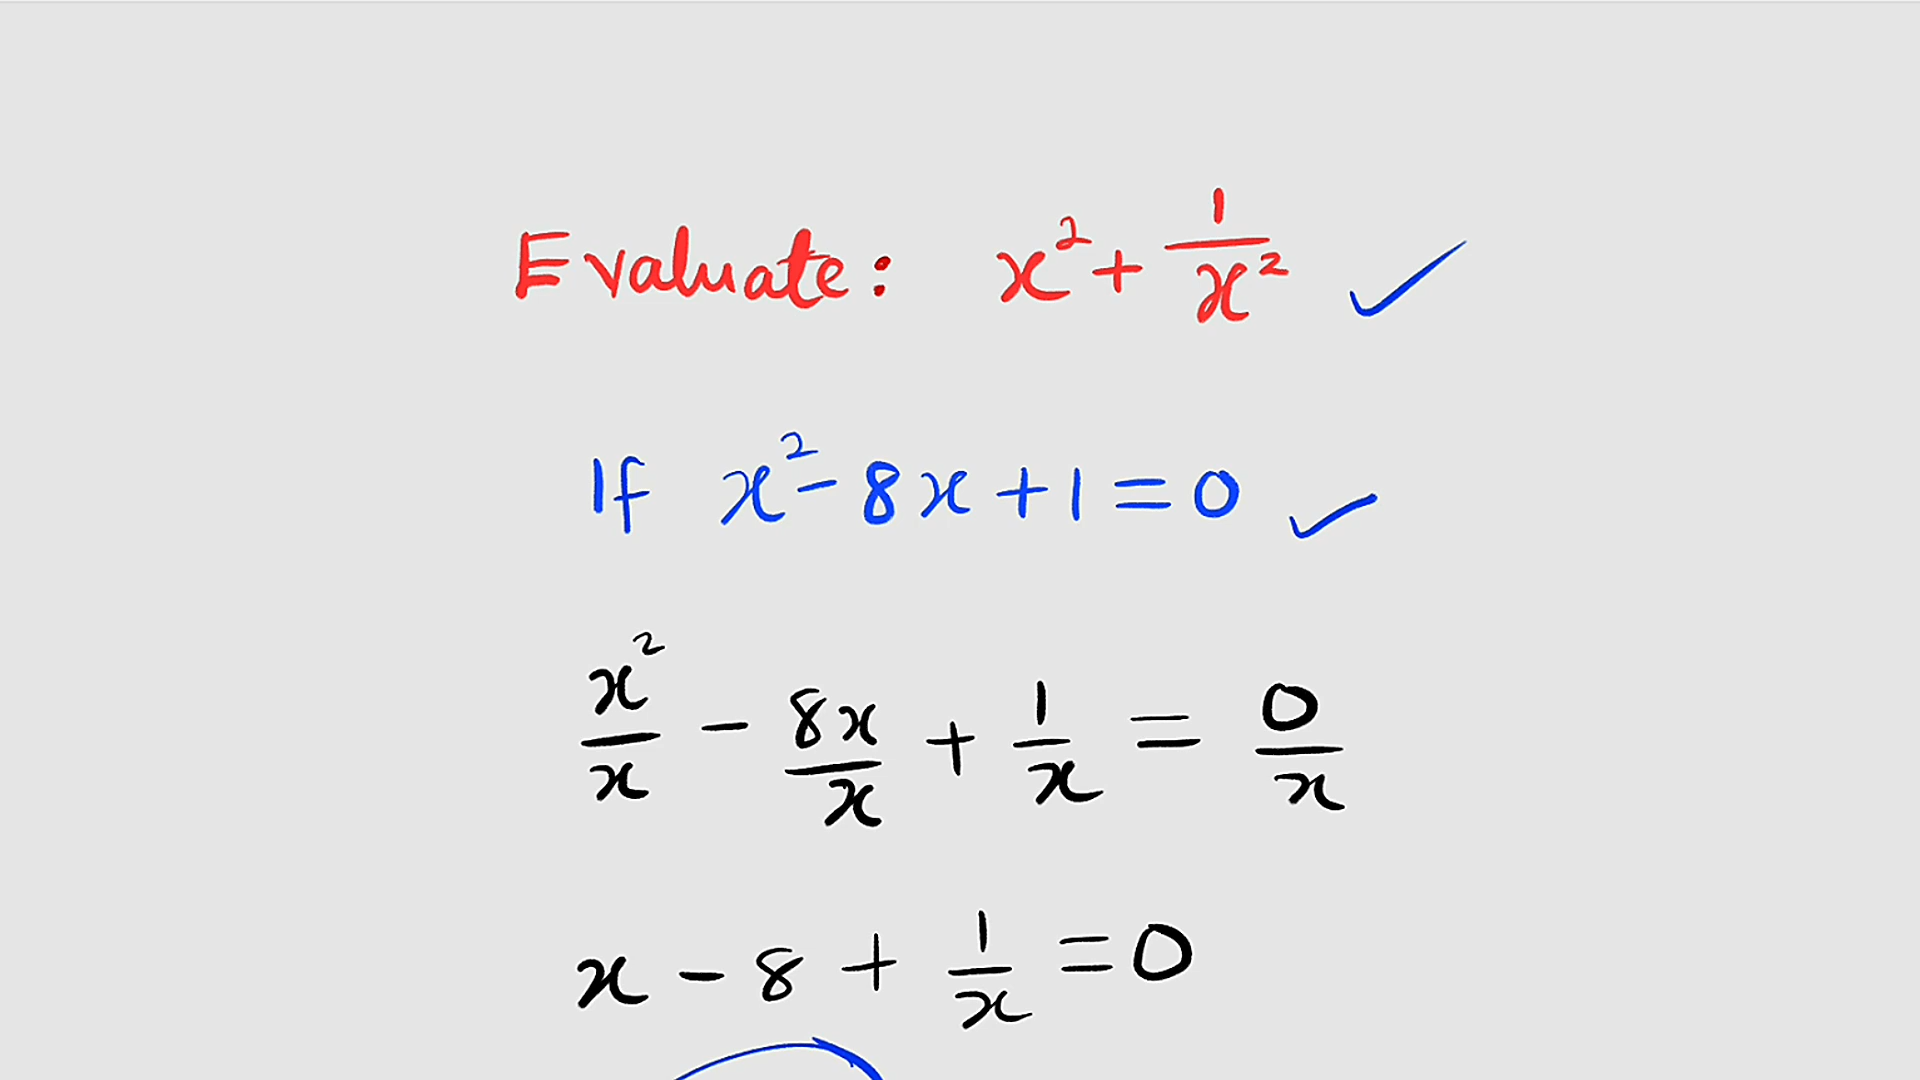 Evaluate: x² + 1/x² ✓
If x² - 8x + 1 = 0 ✓
x²/x - 8x/x + 1/x = 0/x
x - 8 + 1/x = 0